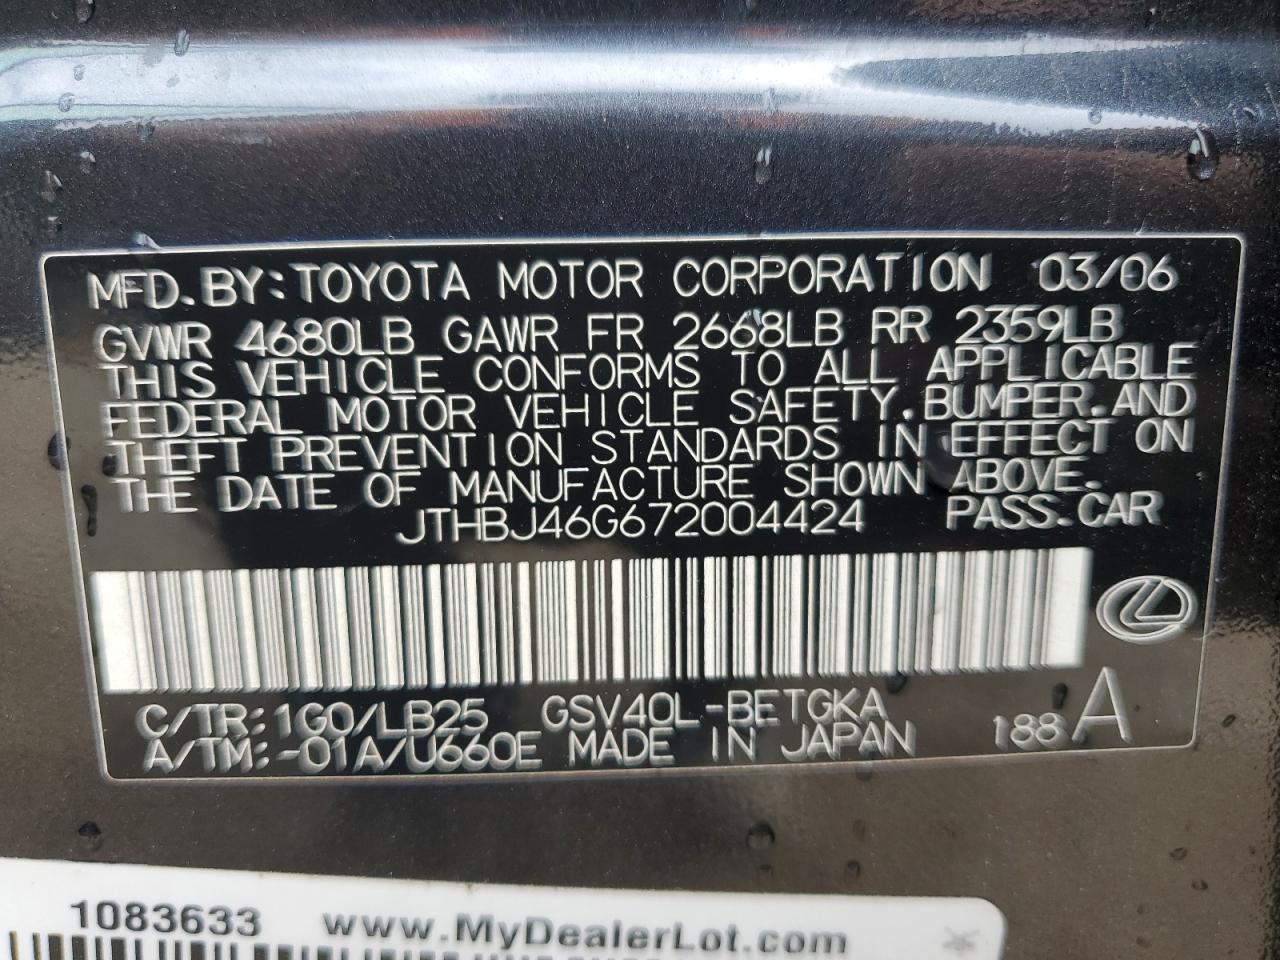 MFD.BY:TOYOTA MOTOR CORPORATION 03/06
GVWR 4680LB GAWR FR 2668LB RR 2359LB
THIS VEHICLE CONFORMS TO ALL APPLICABLE
FEDERAL MOTOR VEHICLE SAFETY.BUMPER.AND
THEFT PREVENTION STANDARDS IN EFFECT ON
THE DATE OF MANUFACTURE SHOWN ABOVE.
JTHBJ46G672004424 PASS.CAR
C/TR:1G0/LB25 GSV40L-BETGKA
A/TM:-01A/U660E MADE IN JAPAN 188 A
1083633 www.MyDealerLot.com